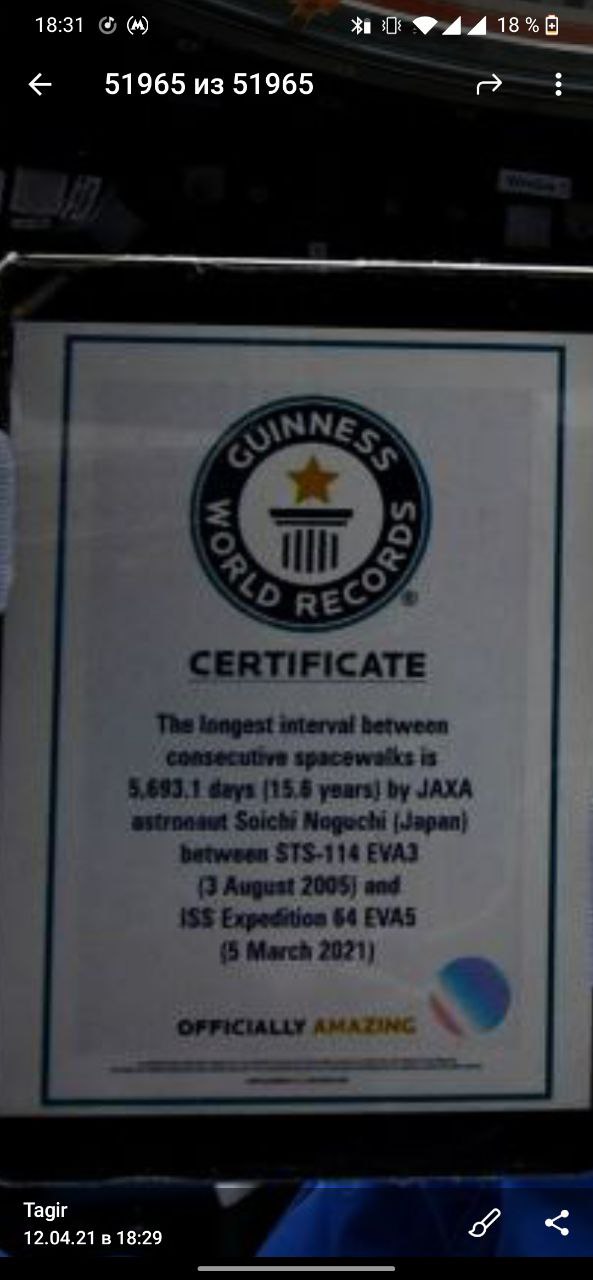 18:31
18 %
51965 из 51965
GUINNESS
WORLD RECORDS
®
CERTIFICATE
The longest interval between
consecutive spacewalks is
5,693.1 days (15.6 years) by JAXA
astronaut Soichi Noguchi (Japan)
between STS-114 EVA3
(3 August 2005) and
ISS Expedition 64 EVA5
(5 March 2021)
OFFICIALLY AMAZING
Tagir
12.04.21 в 18:29